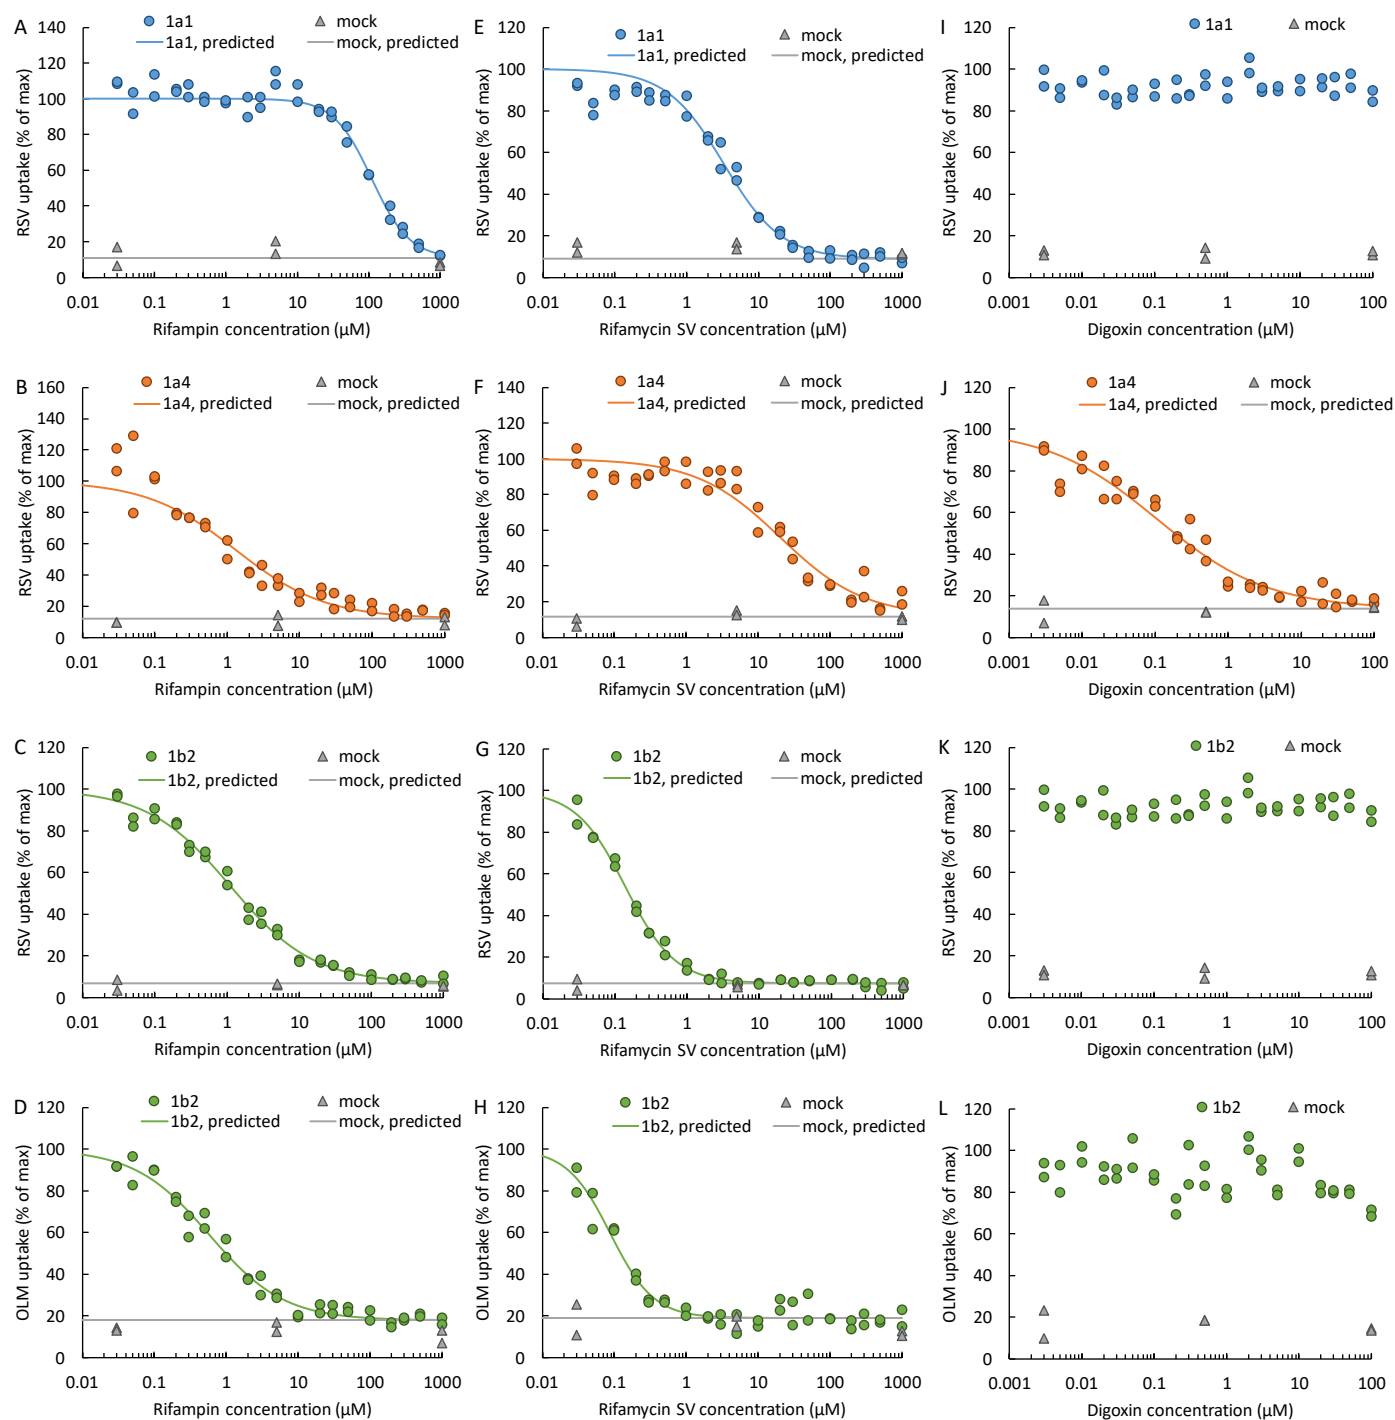 A
1a1
mock
1a1, predicted
mock, predicted
RSV uptake (% of max)
140
120
100
80
60
40
20
0
0.01 0.1 1 10 100 1000
Rifampin concentration (µM)
E
1a1
mock
1a1, predicted
mock, predicted
RSV uptake (% of max)
120
100
80
60
40
20
0
0.01 0.1 1 10 100 1000
Rifamycin SV concentration (µM)
I
1a1
mock
RSV uptake (% of max)
120
100
80
60
40
20
0
0.001 0.01 0.1 1 10 100
Digoxin concentration (µM)
B
1a4
mock
1a4, predicted
mock, predicted
RSV uptake (% of max)
160
140
120
100
80
60
40
20
0
0.01 0.1 1 10 100 1000
Rifampin concentration (µM)
F
1a4
mock
1a4, predicted
mock, predicted
RSV uptake (% of max)
140
120
100
80
60
40
20
0
0.01 0.1 1 10 100 1000
Rifamycin SV concentration (µM)
J
1a4
mock
1a4, predicted
mock, predicted
RSV uptake (% of max)
120
100
80
60
40
20
0
0.001 0.01 0.1 1 10 100
Digoxin concentration (µM)
C
1b2
mock
1b2, predicted
mock, predicted
RSV uptake (% of max)
120
100
80
60
40
20
0
0.01 0.1 1 10 100 1000
Rifampin concentration (µM)
G
1b2
mock
1b2, predicted
mock, predicted
RSV uptake (% of max)
120
100
80
60
40
20
0
0.01 0.1 1 10 100 1000
Rifamycin SV concentration (µM)
K
1b2
mock
RSV uptake (% of max)
120
100
80
60
40
20
0
0.001 0.01 0.1 1 10 100
Digoxin concentration (µM)
D
1b2
mock
1b2, predicted
mock, predicted
OLM uptake (% of max)
120
100
80
60
40
20
0
0.01 0.1 1 10 100 1000
Rifampin concentration (µM)
H
1b2
mock
1b2, predicted
mock, predicted
OLM uptake (% of max)
120
100
80
60
40
20
0
0.01 0.1 1 10 100 1000
Rifamycin SV concentration (µM)
L
1b2
mock
OLM uptake (% of max)
120
100
80
60
40
20
0
0.001 0.01 0.1 1 10 100
Digoxin concentration (µM)